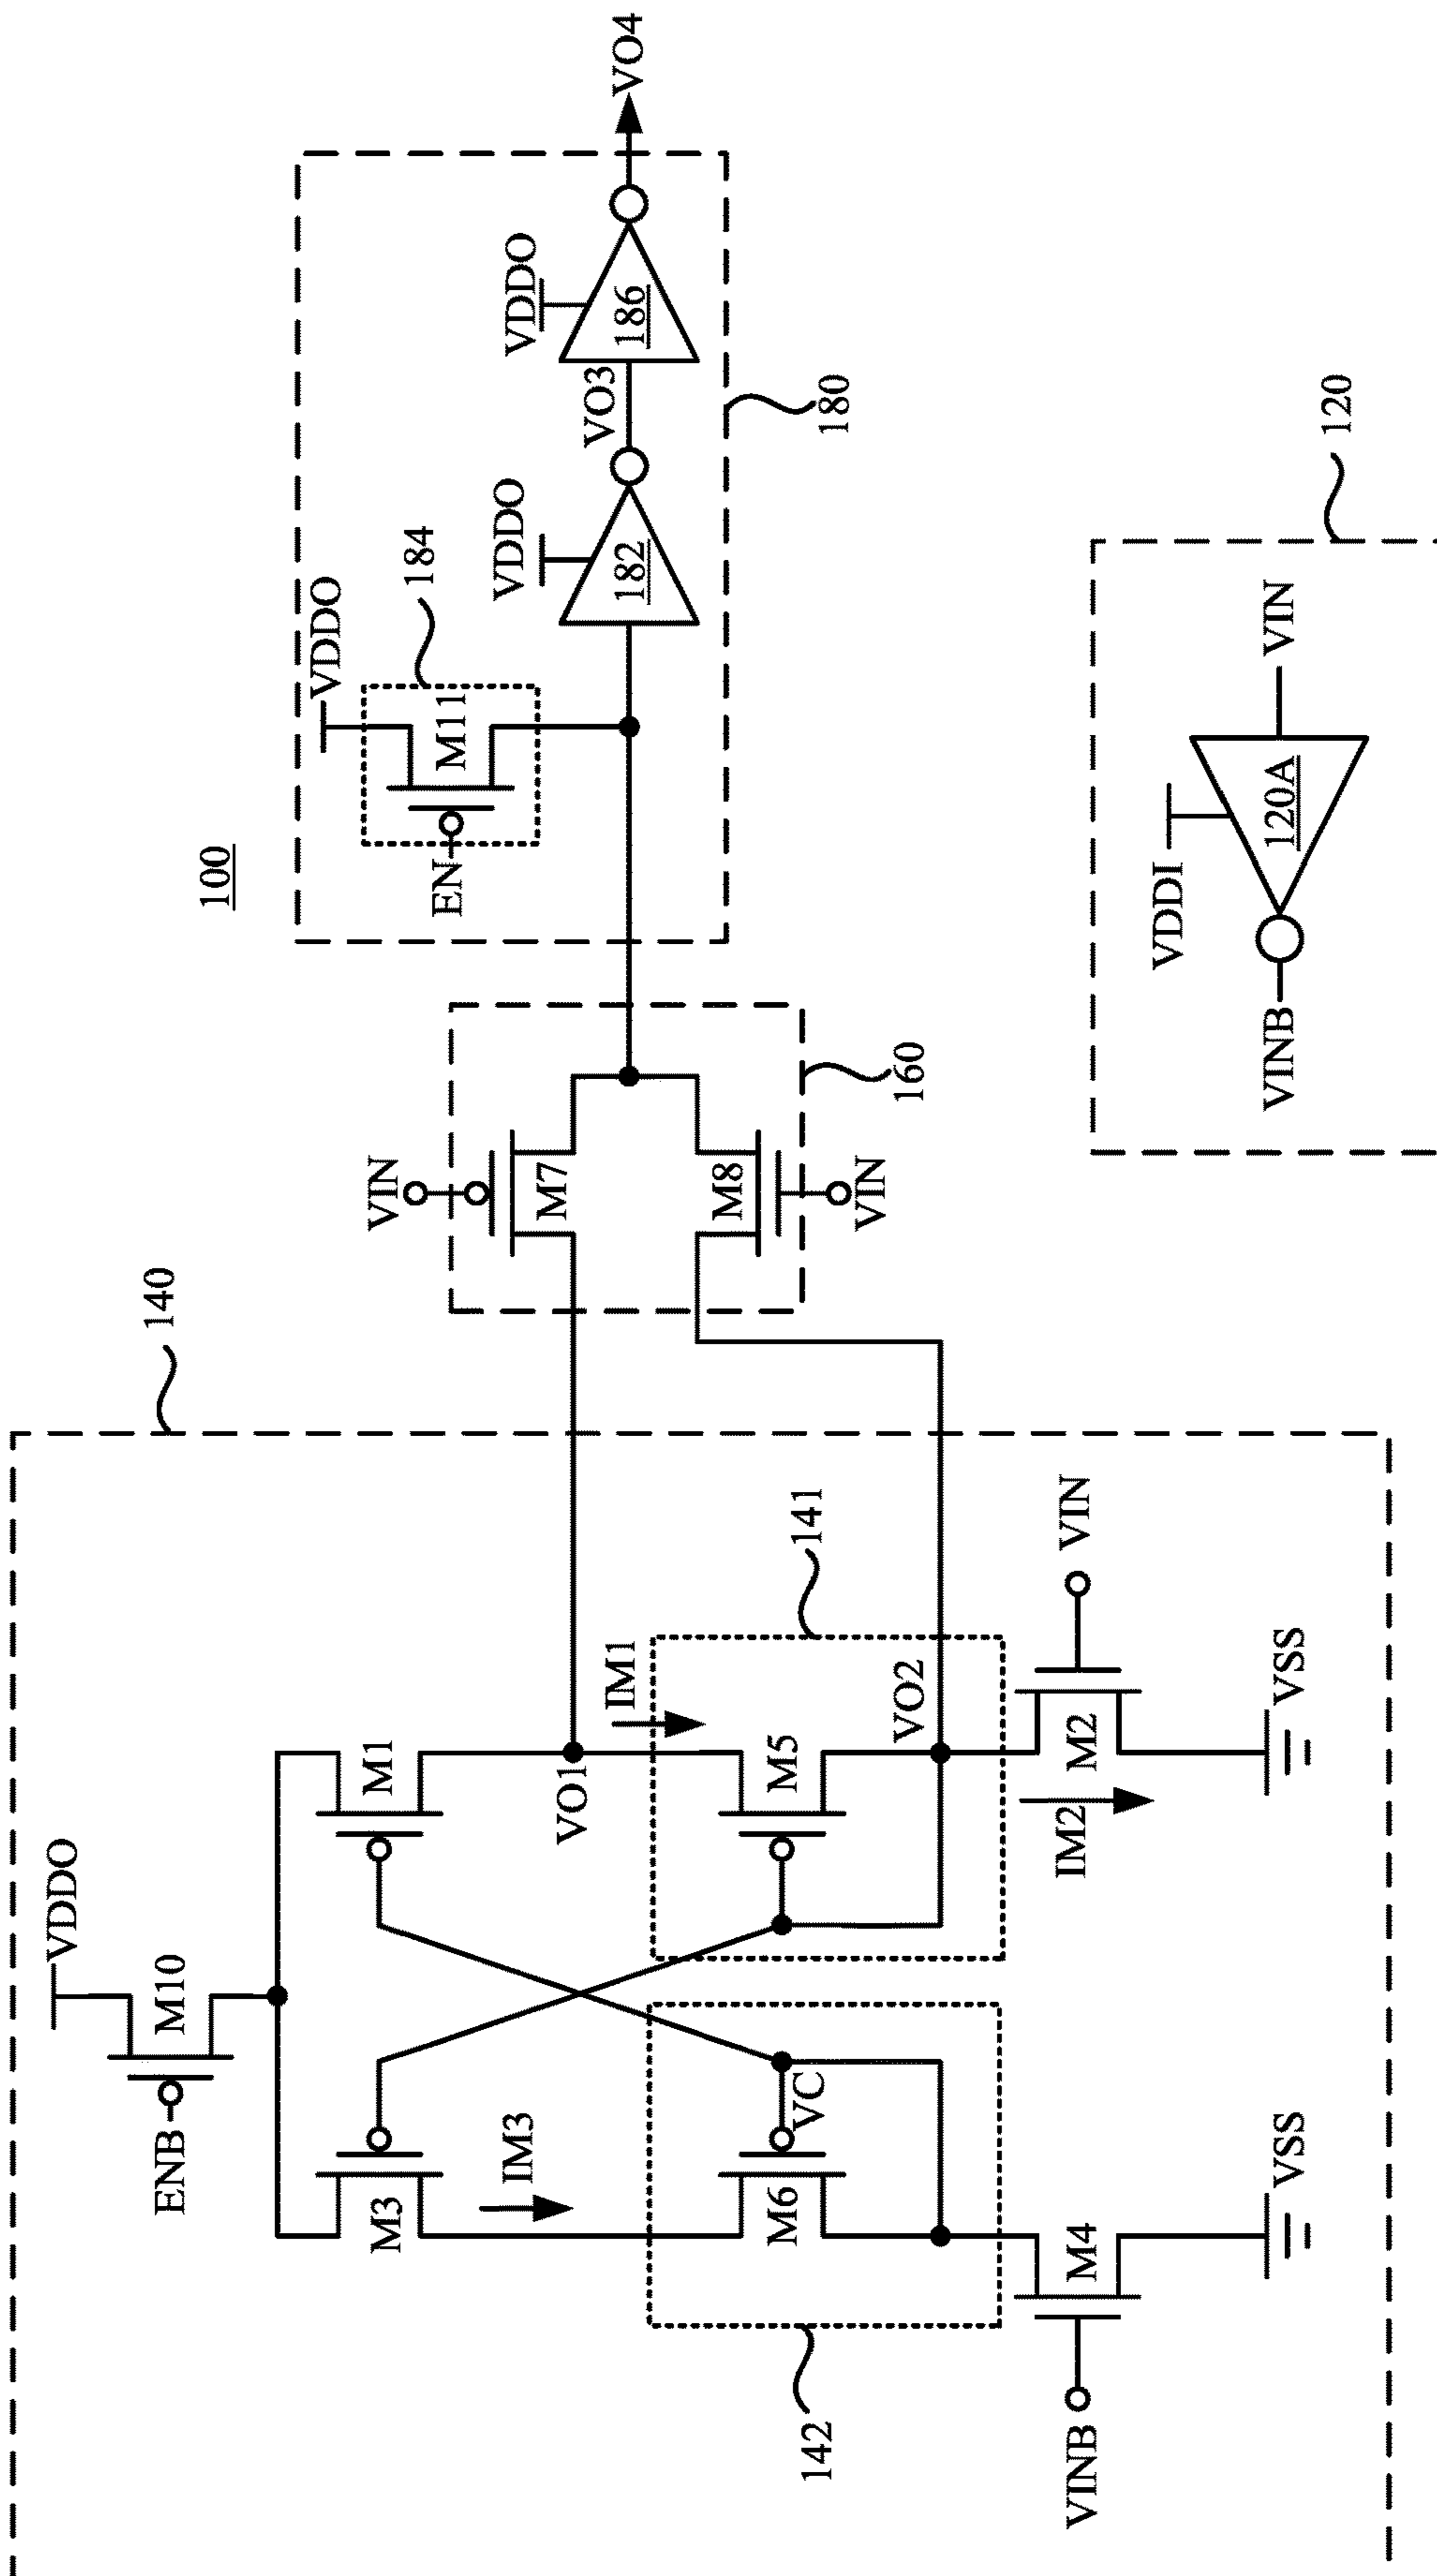 100
140
VDDO
ENB
M10
M3
M1
IM3
VO1
IM1
142
M6
VC
M5
141
VO2
VINB
M4
M2
VIN
IM2
VSS
VSS
VIN
M7
M8
VIN
160
VDDO
184
EN
M11
VDDO
182
VO3
VDDO
186
VO4
180
120
VDDI
VINB
120A
VIN